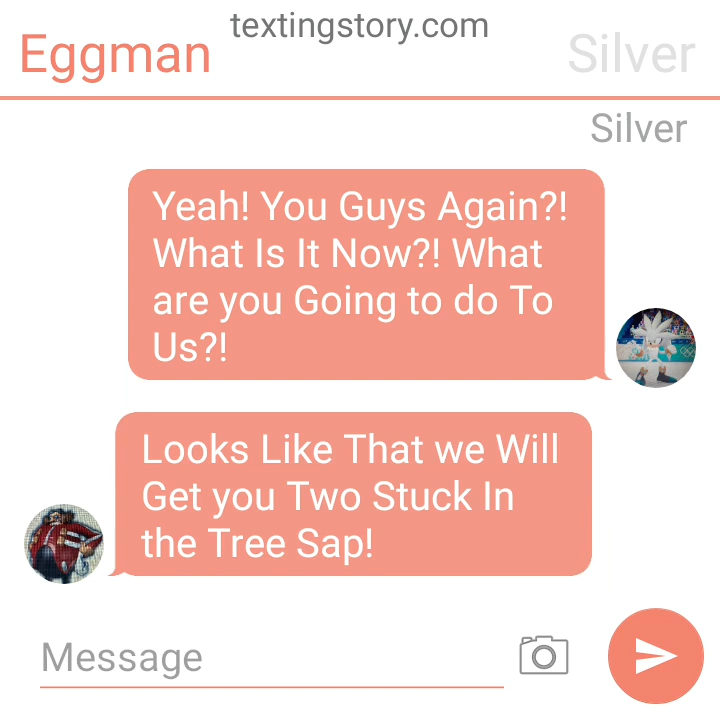 textingstory.com
Eggman
Silver
Silver
Yeah! You Guys Again?!
What Is It Now?! What
are you Going to do To
Us?!
Looks Like That we Will
Get you Two Stuck In
the Tree Sap!
Message